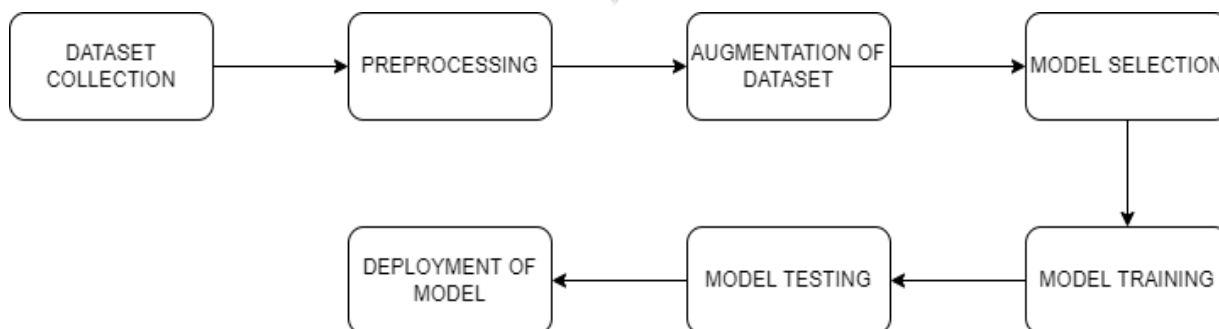 DATASET
COLLECTION
PREPROCESSING
AUGMENTATION OF
DATASET
MODEL SELECTION
MODEL TRAINING
MODEL TESTING
DEPLOYMENT OF
MODEL